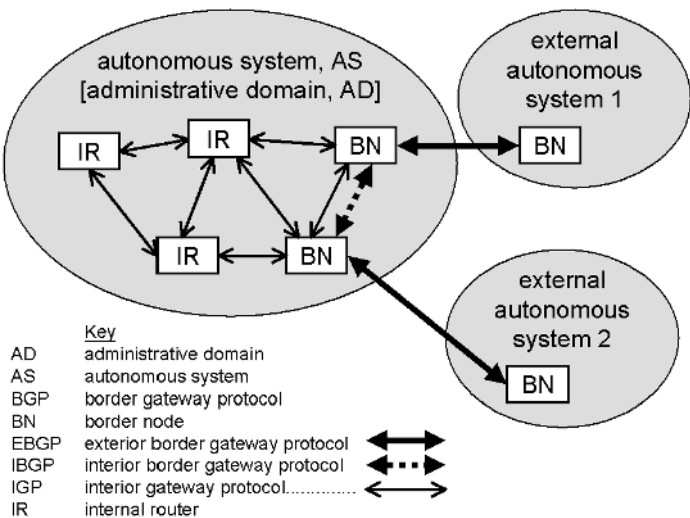 autonomous system, AS
[administrative domain, AD]
external
autonomous
system 1
IR
IR
BN
BN
IR
BN
external
autonomous
system 2
BN
Key
AD administrative domain
AS autonomous system
BGP border gateway protocol
BN border node
EBGP exterior border gateway protocol
IBGP interior border gateway protocol
IGP interior gateway protocol..............
IR internal router